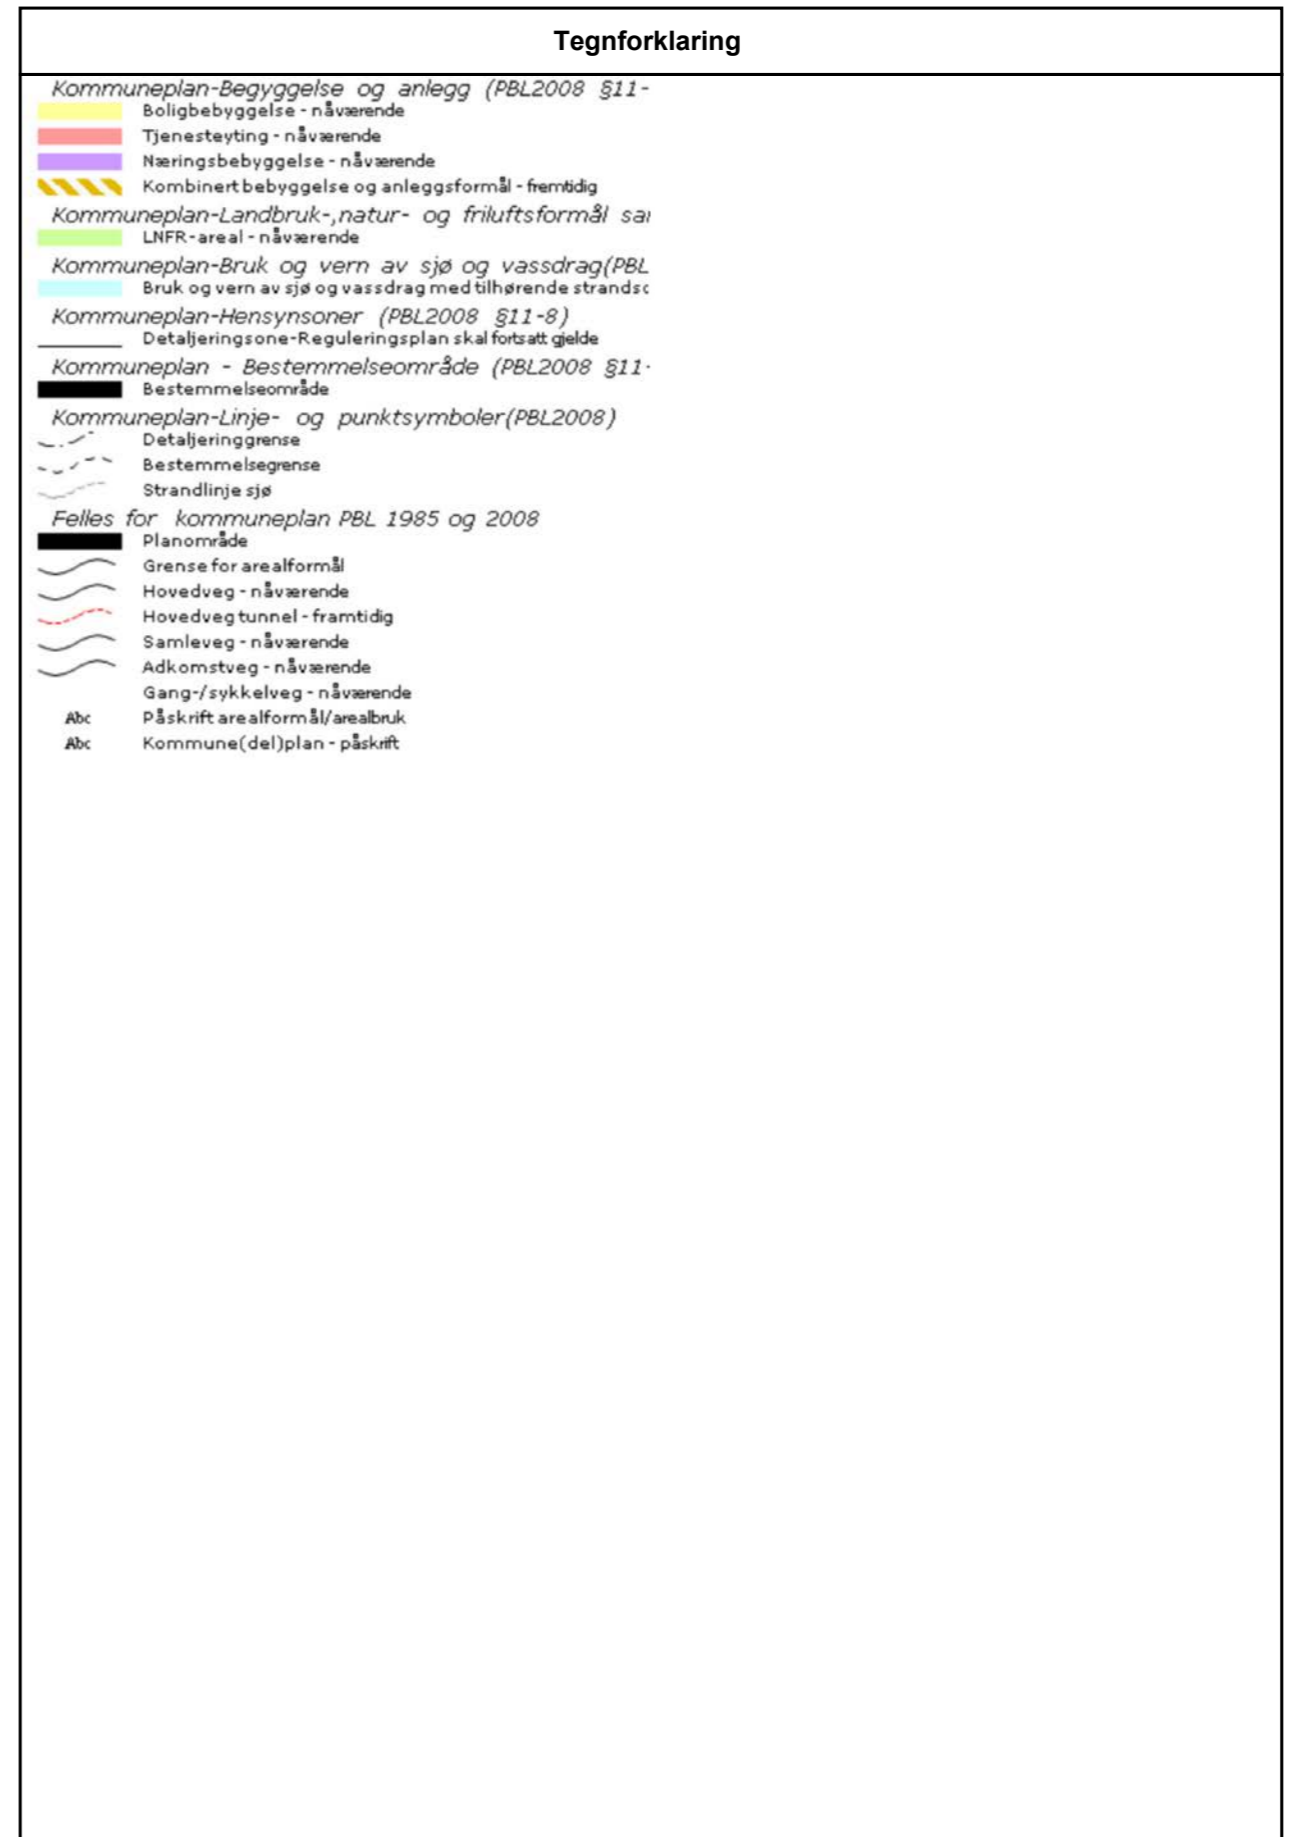 Tegnforklaring
Kommuneplan-Begyggelse og anlegg (PBL2008 §11-
Boligbebyggelse - nåværende
Tjenesteyting - nåværende
Næringsbebyggelse - nåværende
Kombinert bebyggelse og anleggsformål - fremtidig
Kommuneplan-Landbruk-,natur- og friluftsformål
LNFR-areal - nåværende
Kommuneplan-Bruk og vern av sjø og vassdrag(PBL
Bruk og vern av sjø og vassdrag med tilhørende
Kommuneplan-Hensynsoner (PBL2008 §11-8)
Detaljeringsone-Reguleringsplan skal fortsatt gjelde
Kommuneplan - Bestemmelseområde (PBL2008 §11-
Bestemmelseområde
Kommuneplan-Linje- og punktsymboler(PBL2008)
Detaljeringgrense
Bestemmelsegrense
Strandlinje sjø
Felles for kommuneplan PBL 1985 og 2008
Planområde
Grense for arealformål
Hovedveg - nåværende
Hovedveg tunnel - framtidig
Samleveg - nåværende
Adkomstveg - nåværende
Gang-/sykkelveg - nåværende
Abc Påskrift arealformål/arealbruk
Abc Kommune(del)plan - påskrift